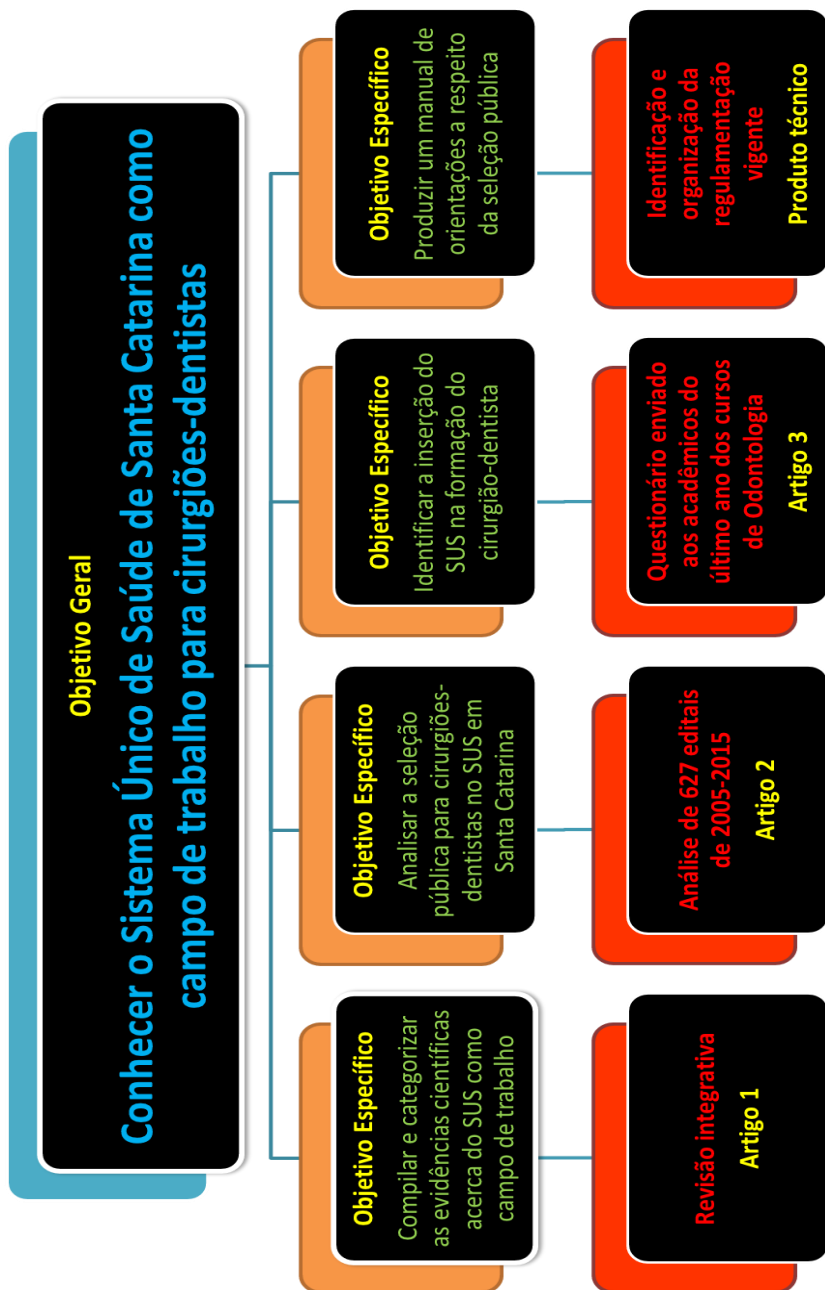 Objetivo Geral
Conhecer o Sistema Único de Saúde de Santa Catarina como
campo de trabalho para cirurgiões-dentistas
Objetivo Específico
Compilar e categorizar
as evidências científicas
acerca do SUS como
campo de trabalho
Objetivo Específico
Analisar a seleção
pública para cirurgiões-
dentistas no SUS em
Santa Catarina
Objetivo Específico
Identificar a inserção do
SUS na formação do
cirurgião-dentista
Objetivo Específico
Produzir um manual de
orientações a respeito
da seleção pública
Revisão integrativa
Artigo 1
Análise de 627 editais
de 2005-2015
Artigo 2
Questionário enviado
aos acadêmicos do
último ano dos cursos
de Odontologia
Artigo 3
Identificação e
organização da
regulamentação
vigente
Produto técnico